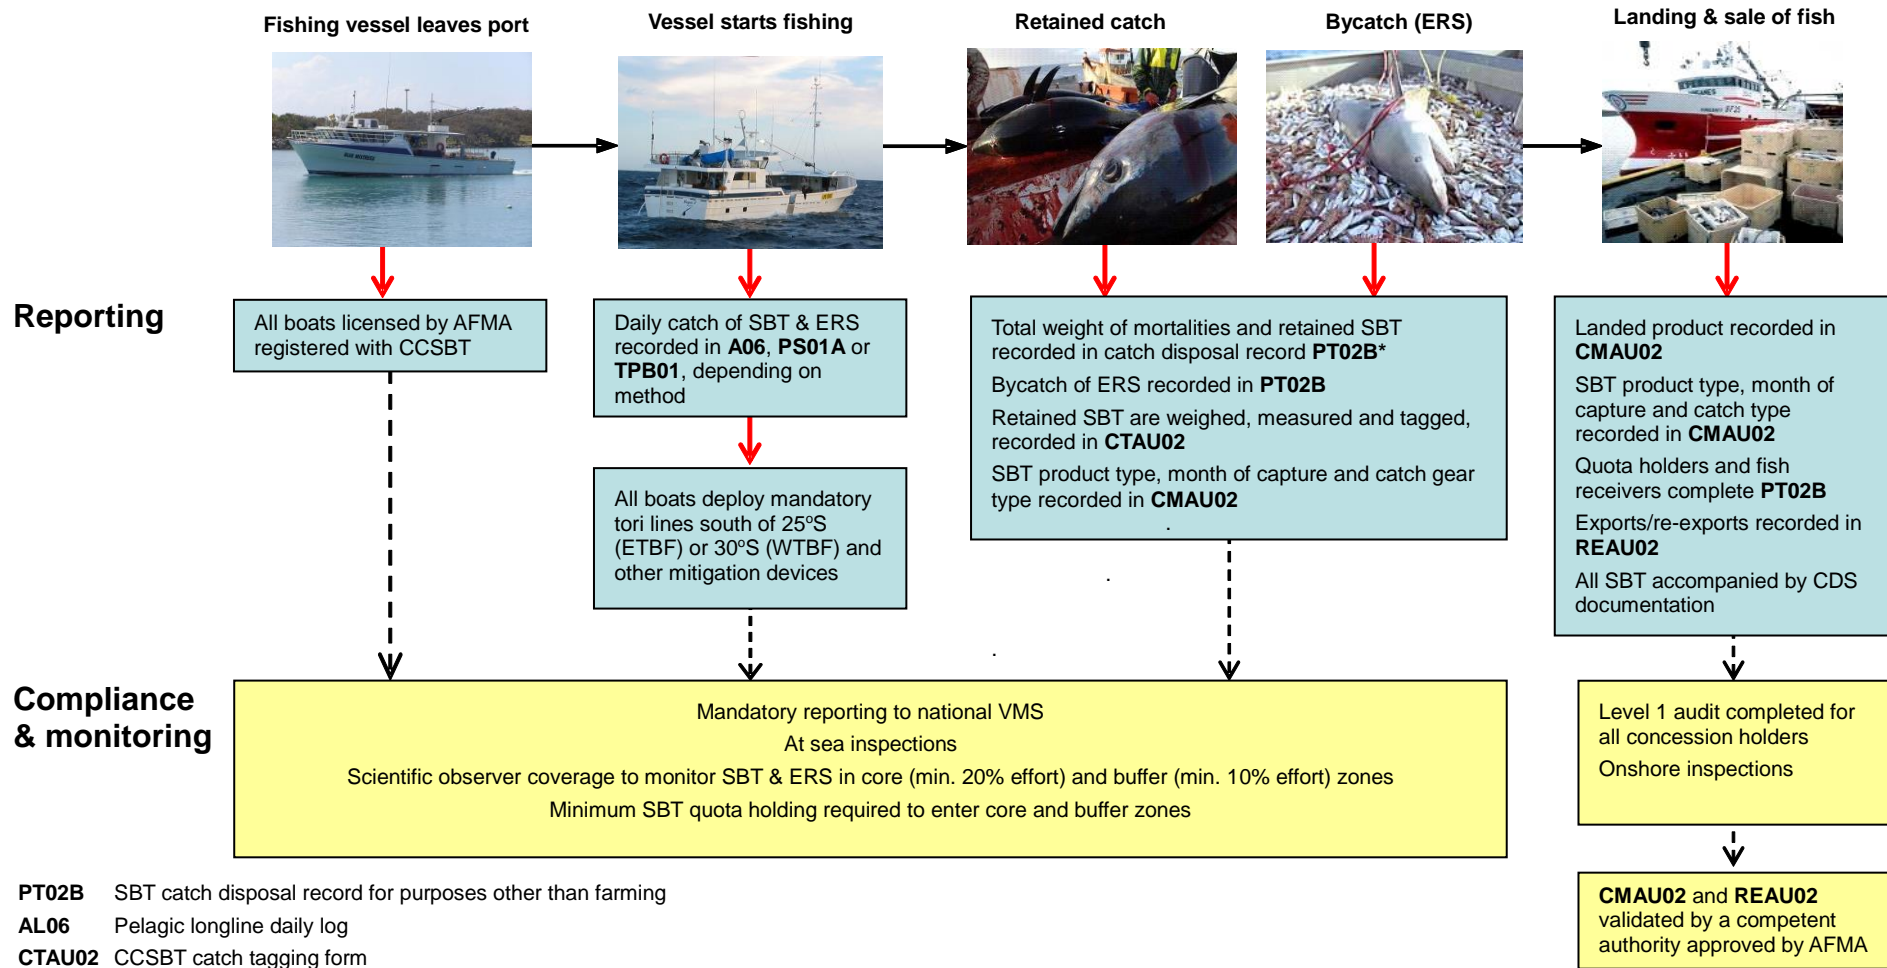 Fishing vessel leaves port
Vessel starts fishing
Retained catch
Bycatch (ERS)
Landing & sale of fish
Reporting
All boats licensed by AFMA
registered with CCSBT
Daily catch of SBT & ERS
recorded in A06, PS01A or
TPB01, depending on
method
All boats deploy mandatory
tori lines south of 25ºS
(ETBF) or 30ºS (WTBF) and
other mitigation devices
Total weight of mortalities and retained SBT
recorded in catch disposal record PT02B*
Bycatch of ERS recorded in PT02B
Retained SBT are weighed, measured and tagged,
recorded in CTAU02
SBT product type, month of capture and catch gear
type recorded in CMAU02
Landed product recorded in
CMAU02
SBT product type, month of
capture and catch type
recorded in CMAU02
Quota holders and fish
receivers complete PT02B
Exports/re-exports recorded in
REAU02
All SBT accompanied by CDS
documentation
Compliance
& monitoring
Mandatory reporting to national VMS
At sea inspections
Scientific observer coverage to monitor SBT & ERS in core (min. 20% effort) and buffer (min. 10% effort) zones
Minimum SBT quota holding required to enter core and buffer zones
Level 1 audit completed for
all concession holders
Onshore inspections
CMAU02 and REAU02
validated by a competent
authority approved by AFMA
PT02B SBT catch disposal record for purposes other than farming
AL06 Pelagic longline daily log
CTAU02 CCSBT catch tagging form